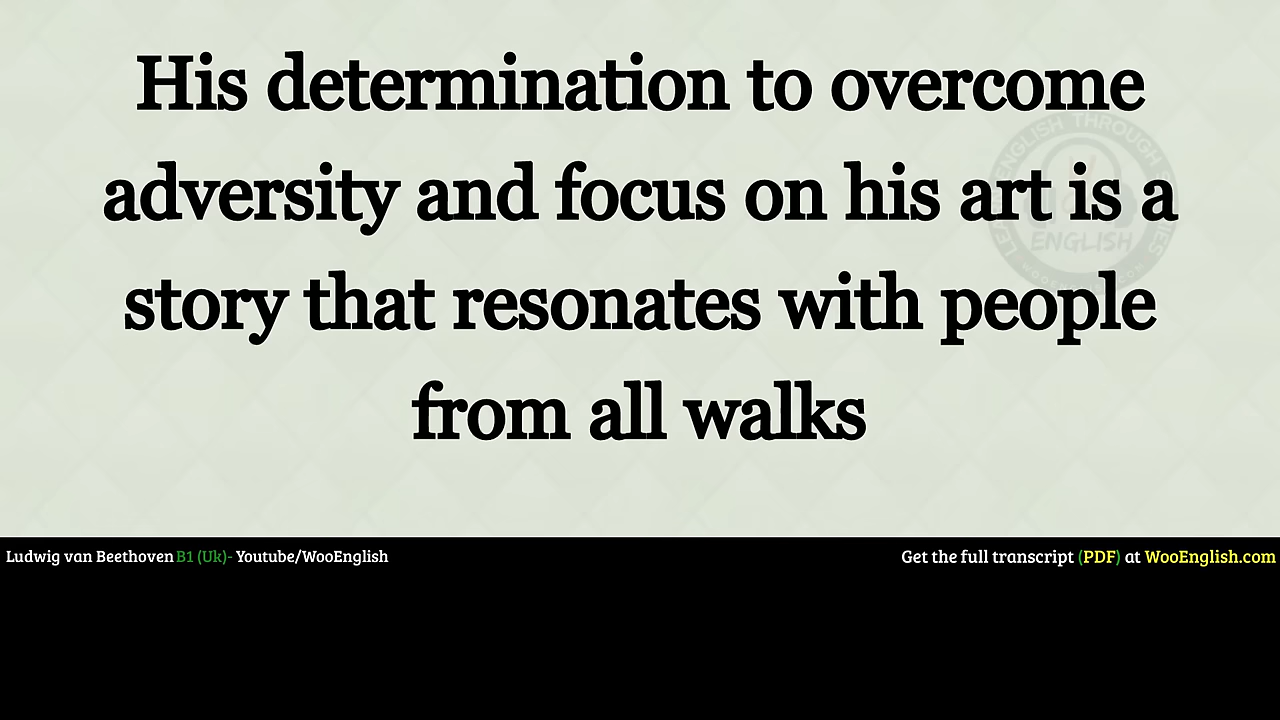 His determination to overcome
adversity and focus on his art is a
story that resonates with people
from all walks
ENGLISH
Ludwig van Beethoven B1 (Uk)- Youtube/WooEnglish
Get the full transcript (PDF) at WooEnglish.com